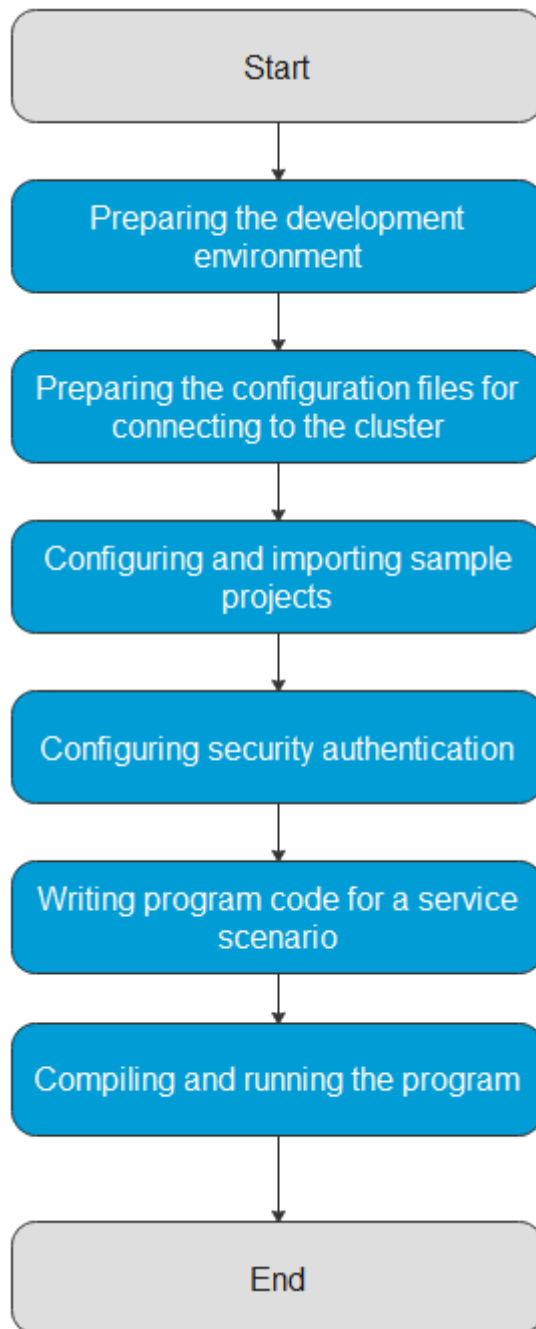 Start
Preparing the development
environment
Preparing the configuration files for
connecting to the cluster
Configuring and importing sample
projects
Configuring security authentication
Writing program code for a service
scenario
Compiling and running the program
End